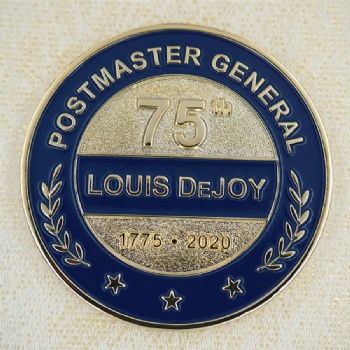 POSTMASTER GENERAL
75th
LOUIS DEJOY
1775 • 2020